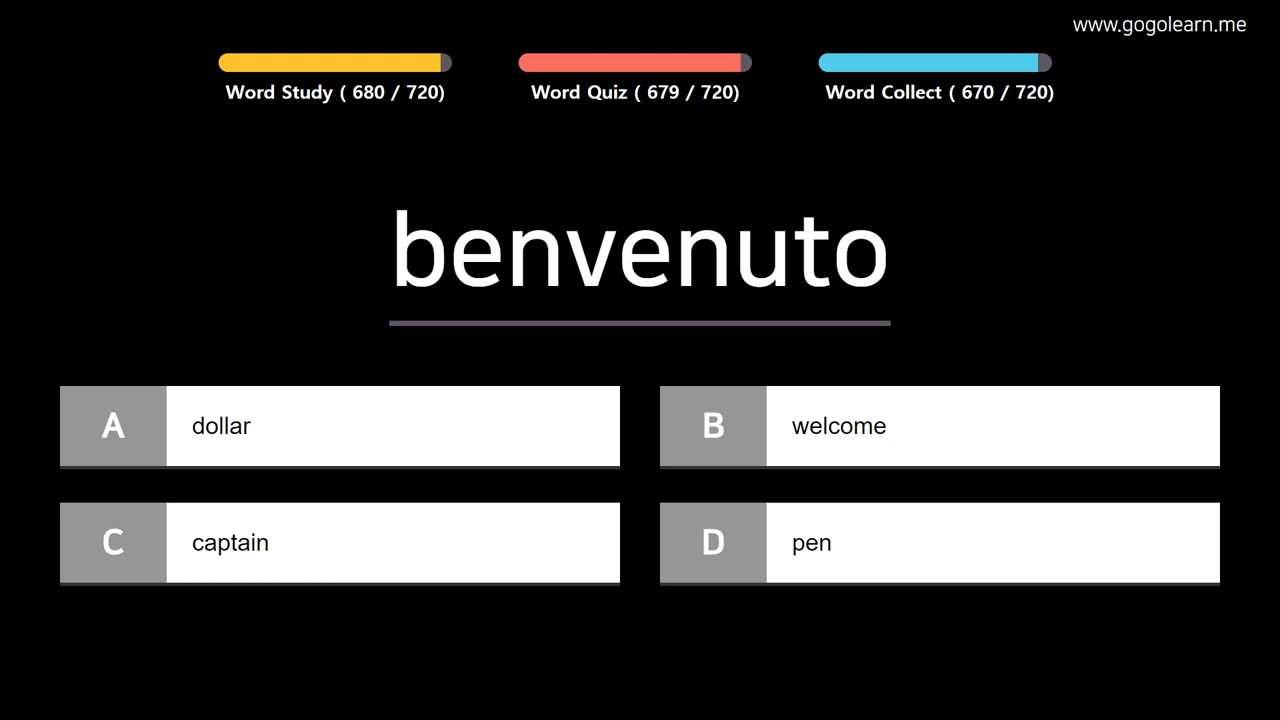 www.gogolearn.me
Word Study ( 680 / 720)
Word Quiz ( 679 / 720)
Word Collect ( 670 / 720)
benvenuto
A dollar
B welcome
C captain
D pen